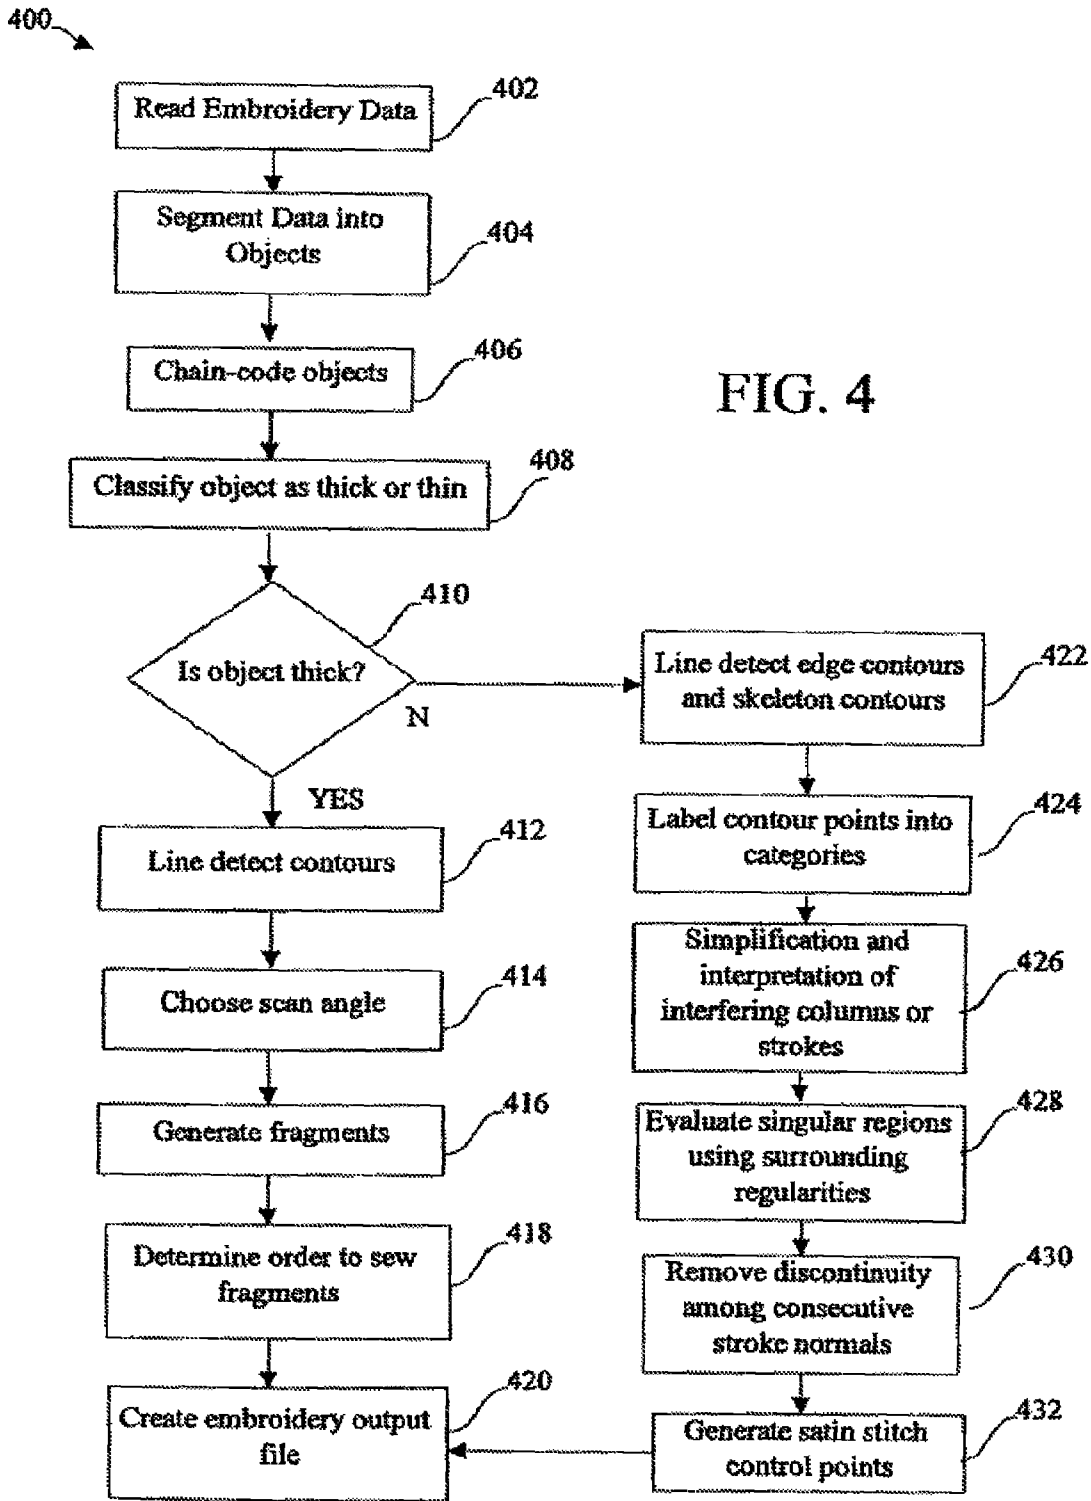 400
402
Read Embroidery Data
Segment Data into
Objects
404
406
Chain-code objects
FIG. 4
408
Classify object as thick or thin
410
Is object thick?
N
YES
412
Line detect contours
414
Choose scan angle
416
Generate fragments
418
Determine order to sew
fragments
420
Create embroidery output
file
422
Line detect edge contours
and skeleton contours
424
Label contour points into
categories
426
Simplification and
interpretation of
interfering columns or
strokes
428
Evaluate singular regions
using surrounding
regularities
430
Remove discontinuity
among consecutive
stroke normals
432
Generate satin stitch
control points